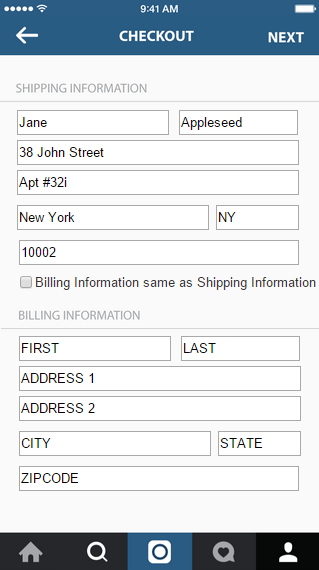 9:41 AM
CHECKOUT NEXT
SHIPPING INFORMATION
Jane Appleseed
38 John Street
Apt #32i
New York NY
10002
Billing Information same as Shipping Information
BILLING INFORMATION
FIRST LAST
ADDRESS 1
ADDRESS 2
CITY STATE
ZIPCODE